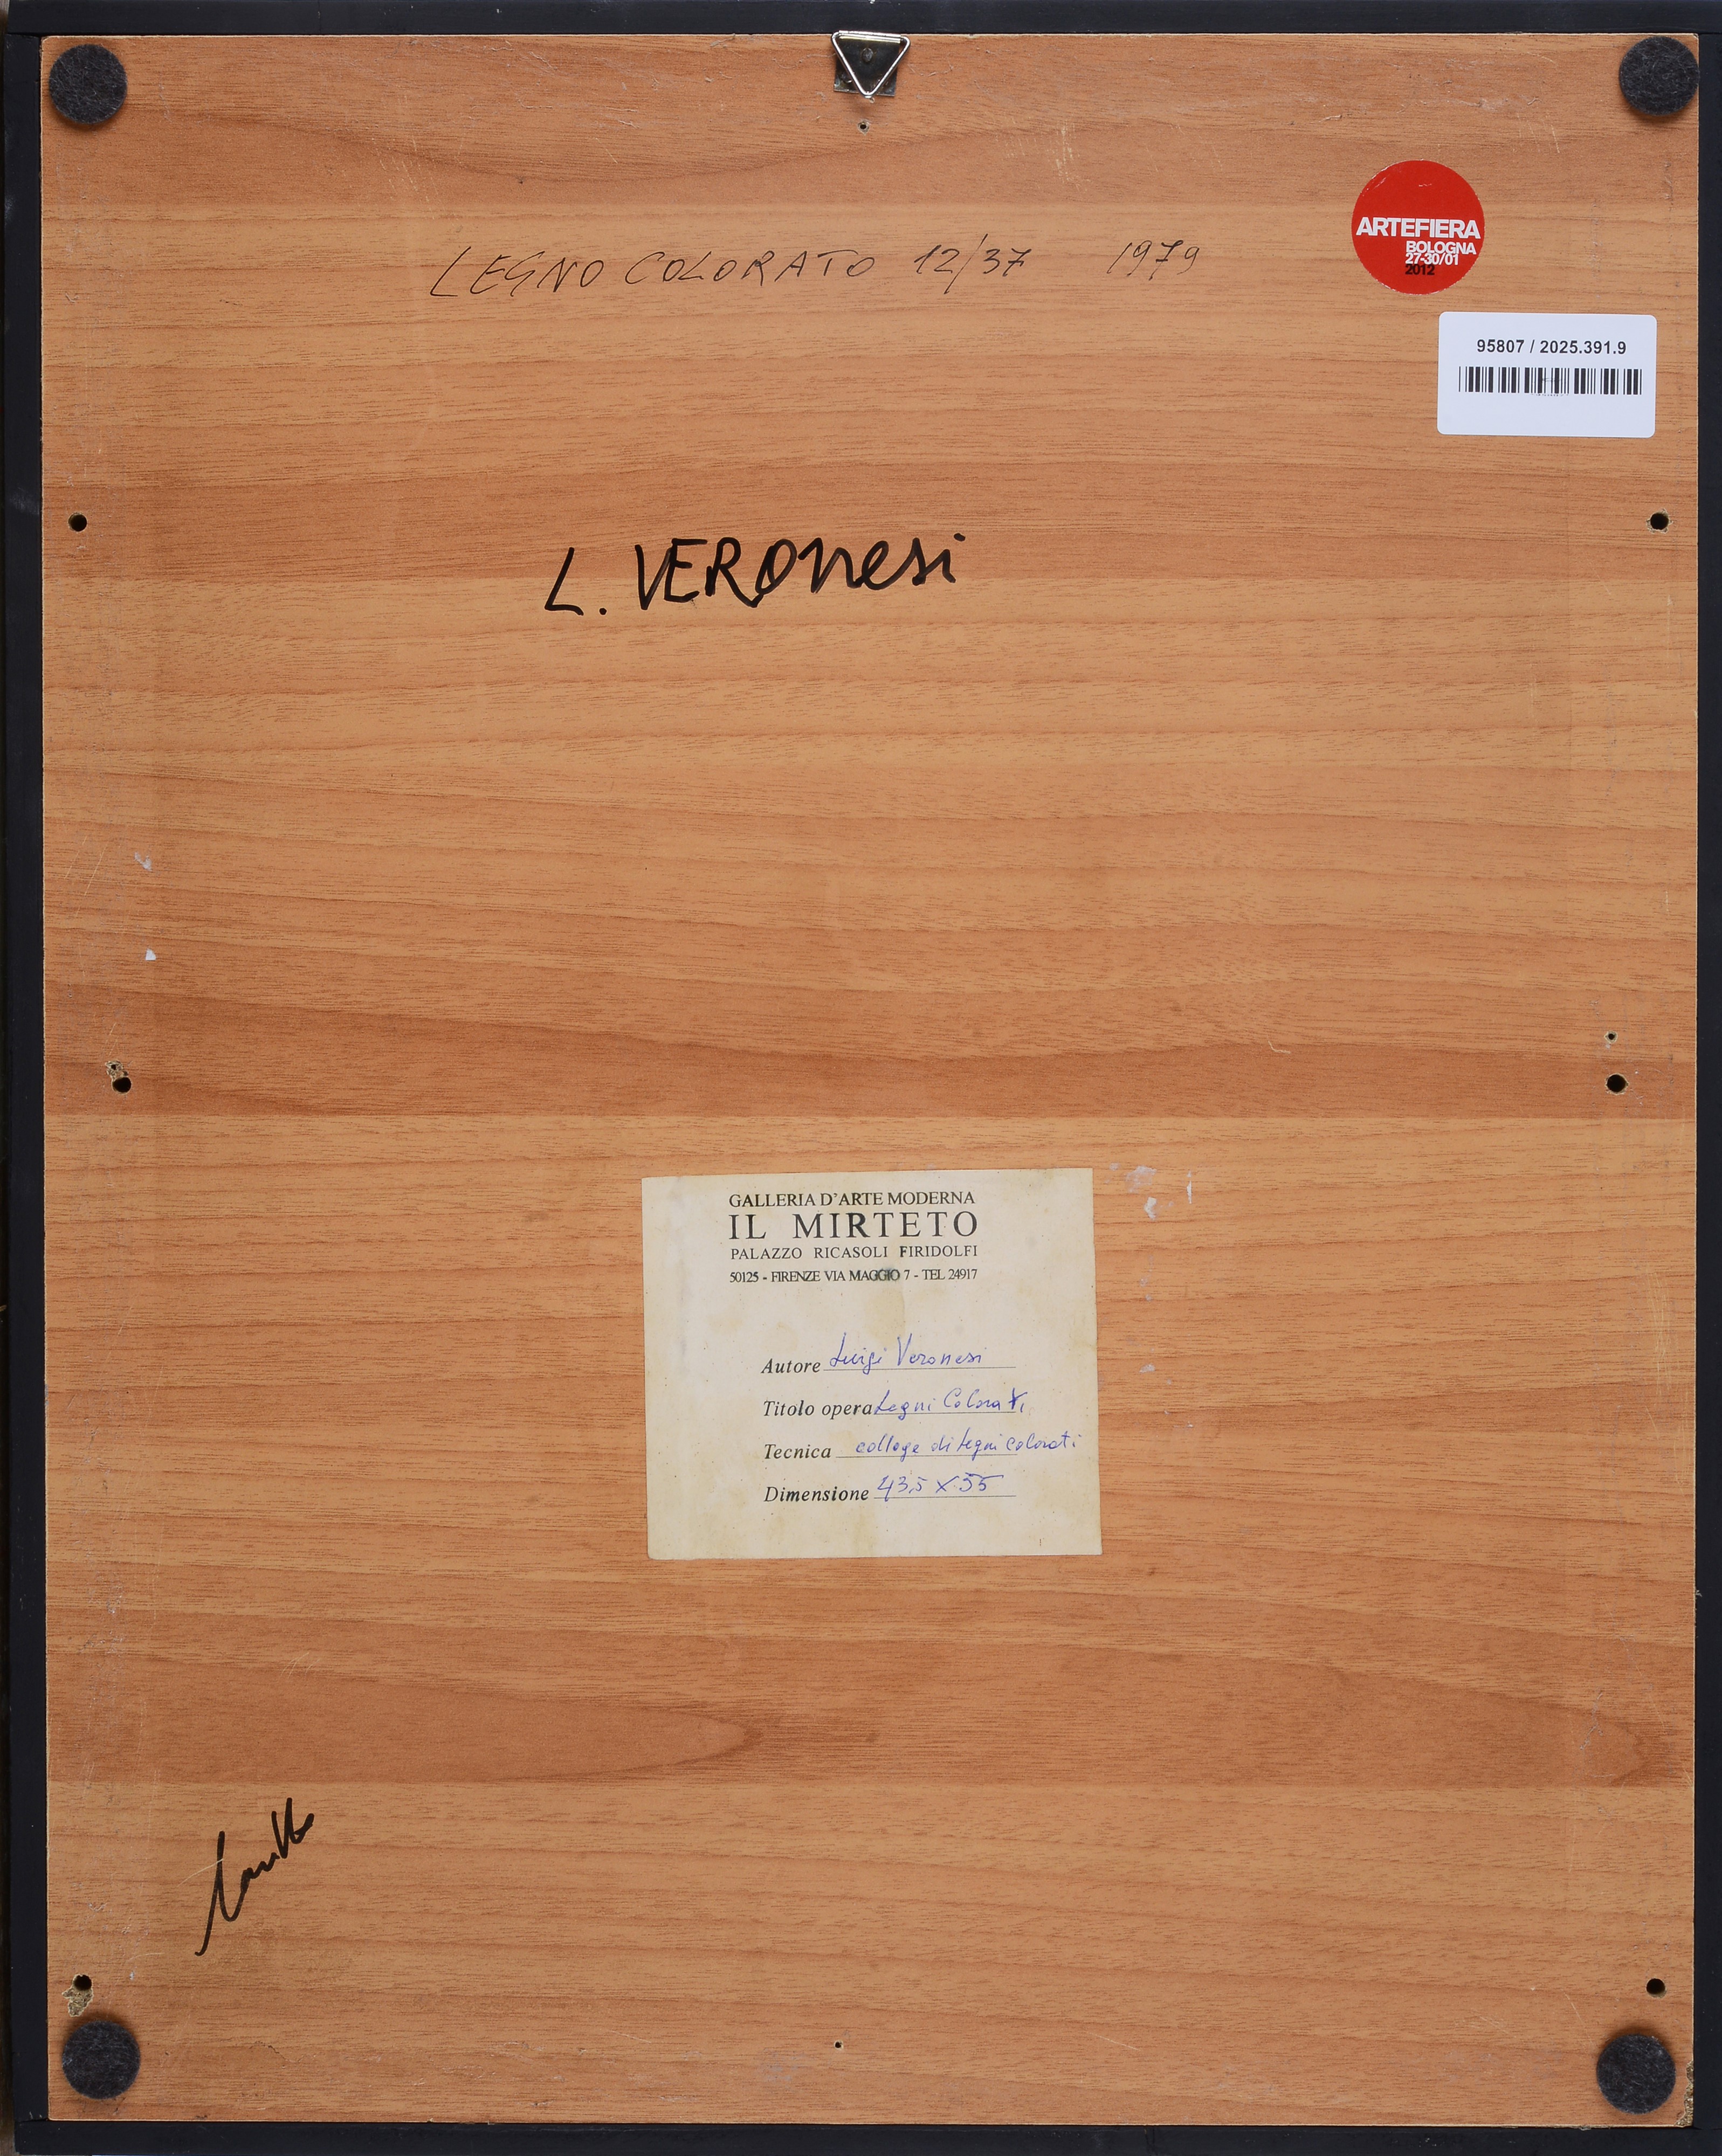 LEGNO COLORATO 12/37 1979
ARTEFIERA
BOLOGNA
27-30/01
2012
95807 / 2025.391.9
L. VERONesi
GALLERIA D'ARTE MODERNA
IL MIRTETO
PALAZZO RICASOLI FIRIDOLFI
50125 - FIRENZE VIA MAGGIO 7 - TEL 24917
Autore Luigi Veronesi
Titolo opera Legni Colorati
Tecnica collage di legni colorati
Dimensione 43,5 x 55